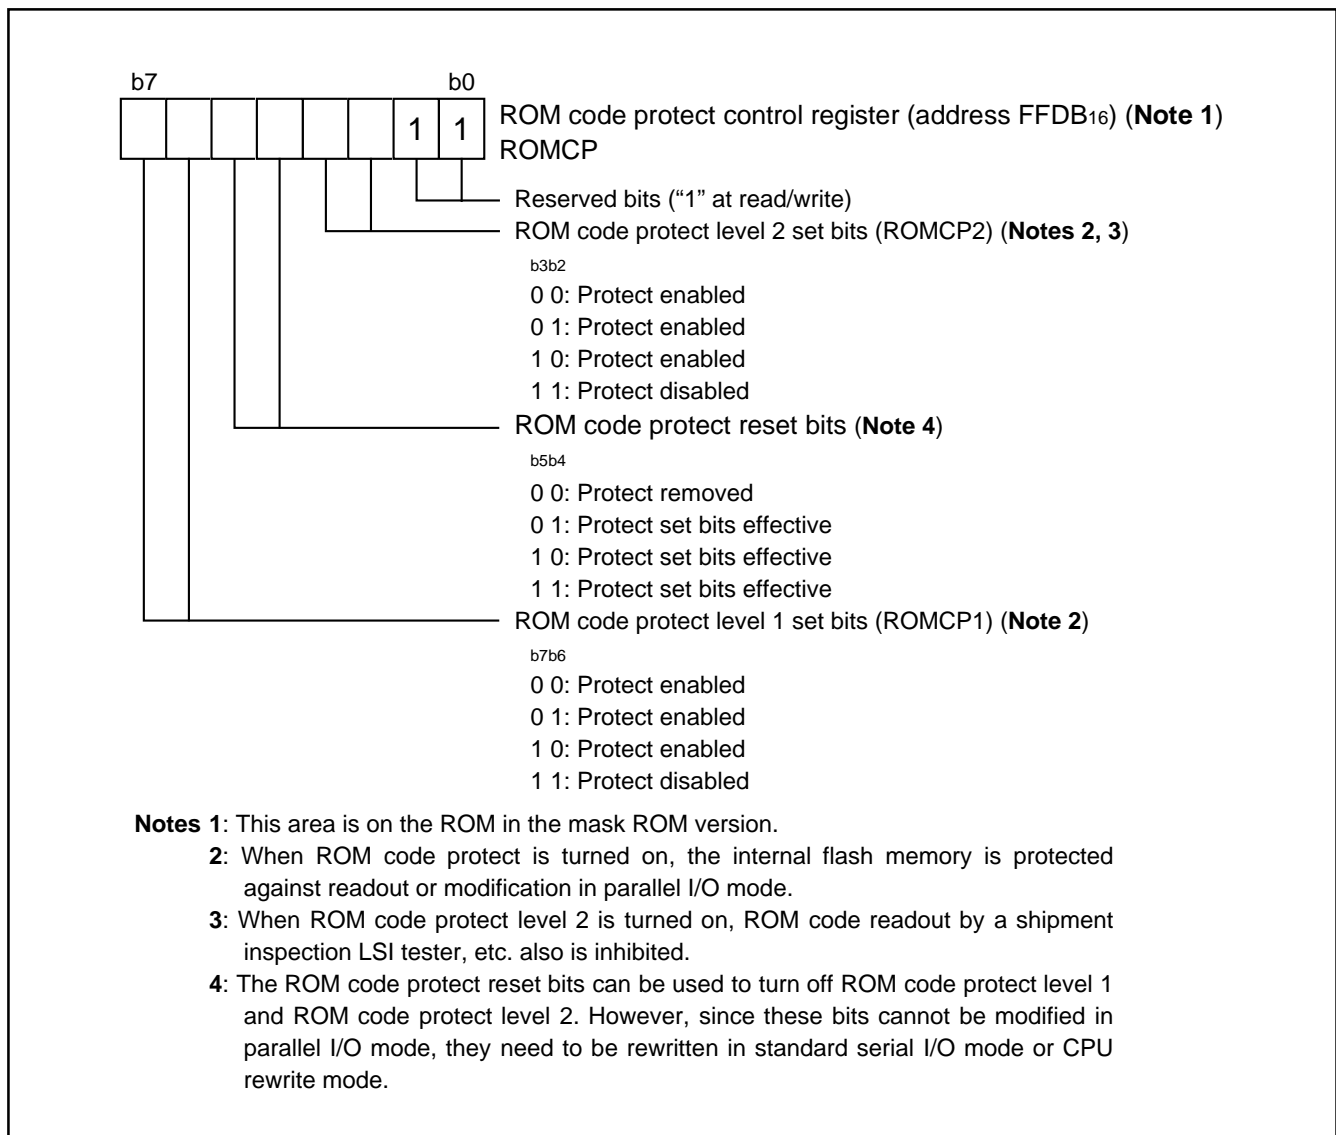 b7 b0
1 1
ROM code protect control register (address FFDB16) (Note 1)
ROMCP
Reserved bits (“1” at read/write)
ROM code protect level 2 set bits (ROMCP2) (Notes 2, 3)
b3b2
0 0: Protect enabled
0 1: Protect enabled
1 0: Protect enabled
1 1: Protect disabled
ROM code protect reset bits (Note 4)
b5b4
0 0: Protect removed
0 1: Protect set bits effective
1 0: Protect set bits effective
1 1: Protect set bits effective
ROM code protect level 1 set bits (ROMCP1) (Note 2)
b7b6
0 0: Protect enabled
0 1: Protect enabled
1 0: Protect enabled
1 1: Protect disabled
Notes 1: This area is on the ROM in the mask ROM version.
2: When ROM code protect is turned on, the internal flash memory is protected
against readout or modification in parallel I/O mode.
3: When ROM code protect level 2 is turned on, ROM code readout by a shipment
inspection LSI tester, etc. also is inhibited.
4: The ROM code protect reset bits can be used to turn off ROM code protect level 1
and ROM code protect level 2. However, since these bits cannot be modified in
parallel I/O mode, they need to be rewritten in standard serial I/O mode or CPU
rewrite mode.